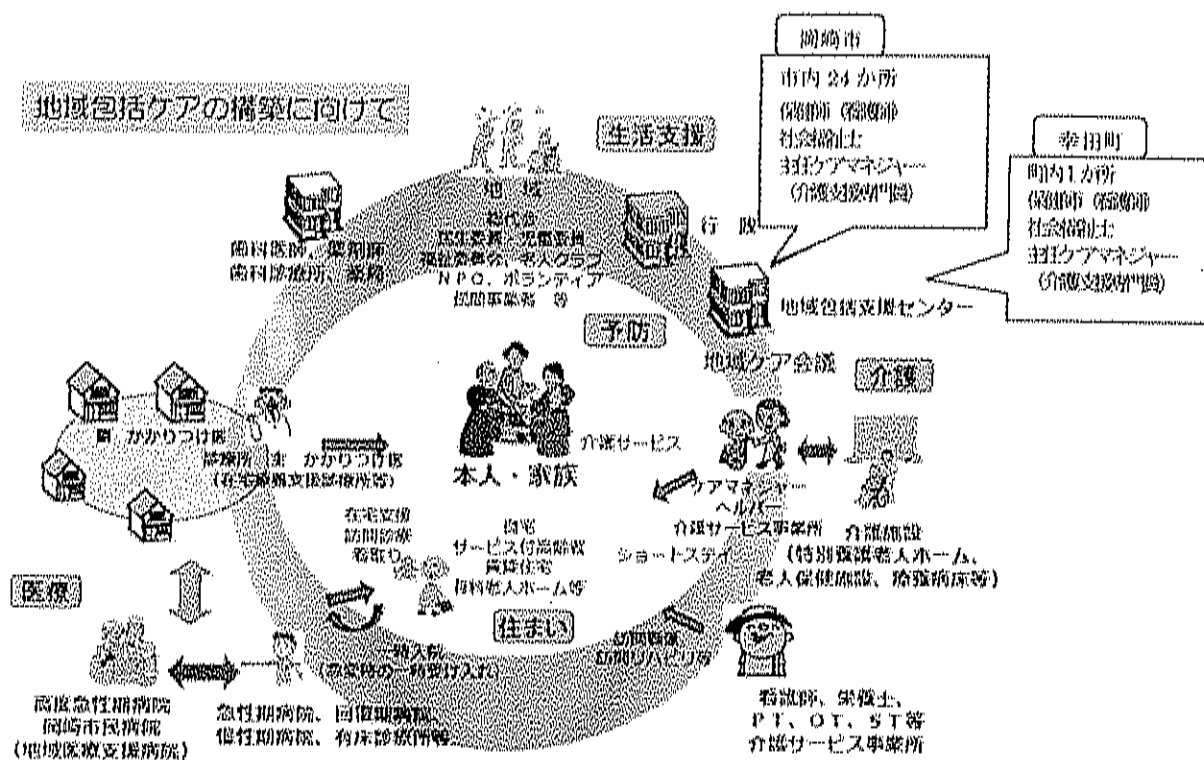 地域包括ケアの構築に向けて
岡崎市
市内 24 か所
保健師（看護師）
社会福祉士
主任ケアマネジャー
（介護支援専門員）
幸田町
町内1か所
保健師（看護師）
社会福祉士
主任ケアマネジャー
（介護支援専門員）
生活支援
地 域
総代会
民生委員・児童委員
福祉委員会、老人クラブ
ＮＰＯ、ボランティア
民間事業者 等
行 政
歯科医師、薬剤師
歯科診療所、薬局
地域包括支援センター
予防
地域ケア会議
介護
かかりつけ医
診療所 医 かかりつけ医
(在宅療養支援診療所等)
介護サービス
本人・家族
ケアマネジャー
ヘルパー
介護サービス事業所
ショートステイ
介護施設
(特別養護老人ホーム、
老人保健施設、療養病床等)
在宅支援
訪問診療
看取り
自宅
サービス付高齢者
賃貸住宅
有料老人ホーム等
医療
住まい
一時入院
(急変時の一時受け入れ)
訪問看護
訪問リハビリ等
高度急性期病院
岡崎市民病院
(地域医療支援病院)
急性期病院、回復期病院、
慢性期病院、有床診療所等
看護師、栄養士、
ＰＴ、ＯＴ、ＳＴ等
介護サービス事業所